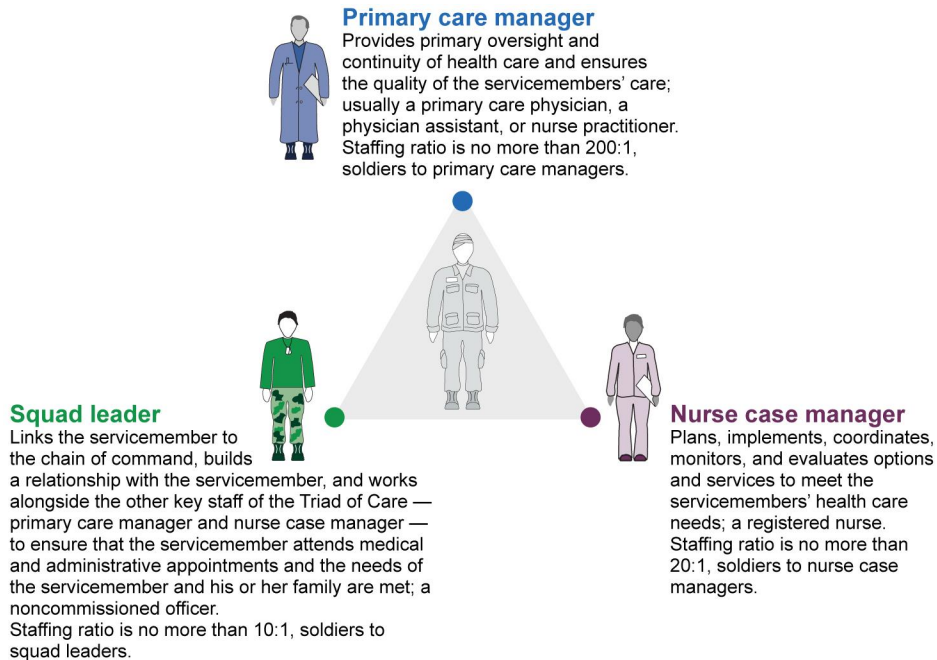 Primary care manager
Provides primary oversight and
continuity of health care and ensures
the quality of the servicemembers’ care;
usually a primary care physician, a
physician assistant, or nurse practitioner.
Staffing ratio is no more than 200:1,
soldiers to primary care managers.
Squad leader
Links the servicemember to
the chain of command, builds
a relationship with the servicemember, and works
alongside the other key staff of the Triad of Care —
primary care manager and nurse case manager —
to ensure that the servicemember attends medical
and administrative appointments and the needs of
the servicemember and his or her family are met; a
noncommissioned officer.
Staffing ratio is no more than 10:1, soldiers to
squad leaders.
Nurse case manager
Plans, implements, coordinates,
monitors, and evaluates options
and services to meet the
servicemembers’ health care
needs; a registered nurse.
Staffing ratio is no more than
20:1, soldiers to nurse case
managers.